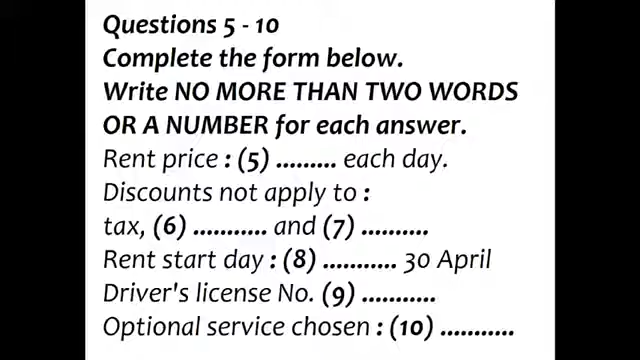 Questions 5 - 10
Complete the form below.
Write NO MORE THAN TWO WORDS
OR A NUMBER for each answer.
Rent price : (5) ......... each day.
Discounts not apply to :
tax, (6) ........... and (7) ..........
Rent start day : (8) ........... 30 April
Driver's license No. (9) ...........
Optional service chosen : (10) ...........